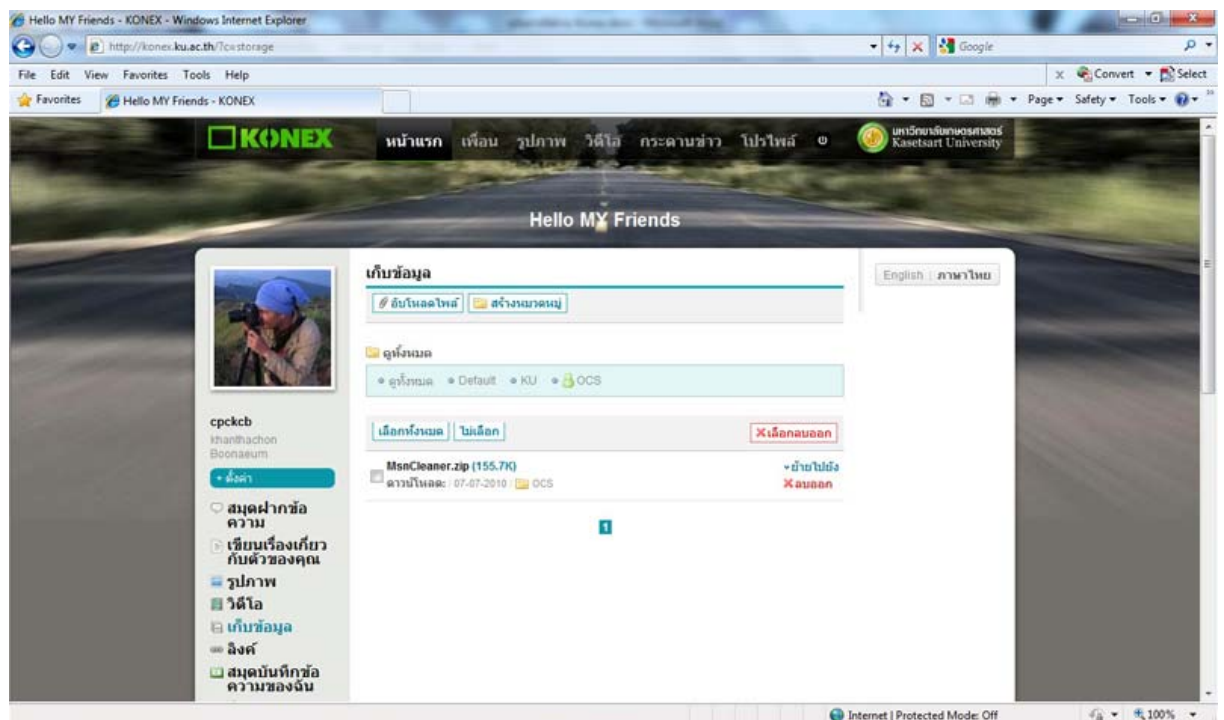 Hello MY Friends - KONEX - Windows Internet Explorer
http://konex.ku.ac.th/?c=storage
Google
File Edit View Favorites Tools Help
x Convert Select
Favorites Hello MY Friends - KONEX
Page Safety Tools
KONEX หน้าแรก เพื่อน รูปภาพ วิดีโอ กระดานข่าว โปรไฟล์ มหาวิทยาลัยเกษตรศาสตร์
Kasetsart University
Hello MY Friends
เก็บข้อมูล
English ภาษาไทย
อัปโหลดไฟล์ สร้างหมวดหมู่
ดูทั้งหมด
ดูทั้งหมด Default KU OCS
cpckcb
khanthachon
Boonaeum
+ ตั้งค่า
เลือกทั้งหมด ไม่เลือก เลือกลบออก
MsnCleaner.zip (155.7K) ย้ายไปยัง
ดาวน์โหลด: 07-07-2010 OCS ลบออก
1
สมุดฝากข้อ
ความ
เขียนเรื่องเกี่ยว
กับตัวของคุณ
รูปภาพ
วิดีโอ
เก็บข้อมูล
ลิงค์
สมุดบันทึกข้อ
ความของฉัน
Internet | Protected Mode: Off 100%